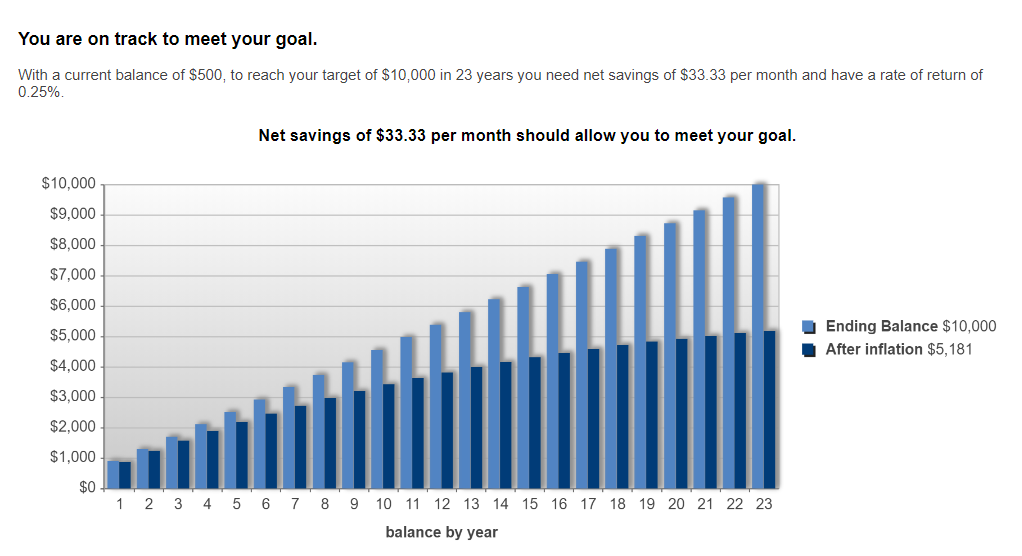 You are on track to meet your goal.
With a current balance of $500, to reach your target of $10,000 in 23 years you need net savings of $33.33 per month and have a rate of return of
0.25%.
Net savings of $33.33 per month should allow you to meet your goal.
$10,000
$9,000
$8,000
$7,000
$6,000
$5,000
$4,000
$3,000
$2,000
$1,000
$0
Ending Balance $10,000
After inflation $5,181
1 2 3 4 5 6 7 8 9 10 11 12 13 14 15 16 17 18 19 20 21 22 23
balance by year